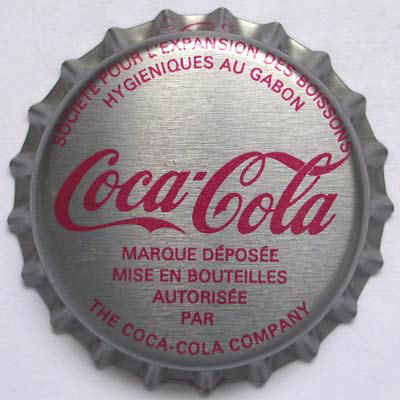 SOCIÉTÉ POUR L'EXPANSION DES BOISSONS
HYGIENIQUES AU GABON
Coca-Cola
MARQUE DÉPOSÉE
MISE EN BOUTEILLES
AUTORISÉE
PAR
THE COCA-COLA COMPANY